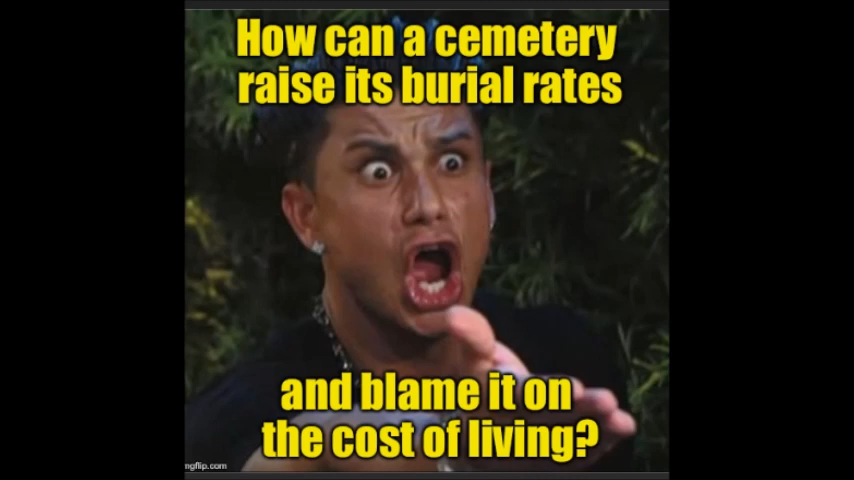 How can a cemetery
raise its burial rates
and blame it on
the cost of living?
mgflip.com